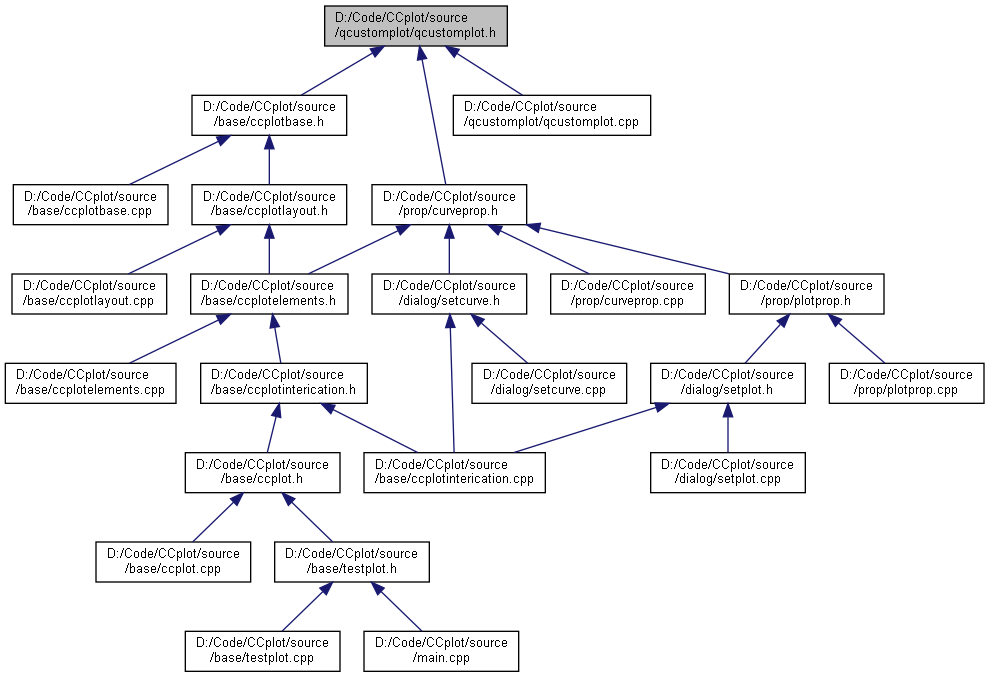 D:/Code/CCplot/source
/qcustomplot/qcustomplot.h
D:/Code/CCplot/source
/base/ccplotbase.h
D:/Code/CCplot/source
/qcustomplot/qcustomplot.cpp
D:/Code/CCplot/source
/base/ccplotbase.cpp
D:/Code/CCplot/source
/base/ccplotlayout.h
D:/Code/CCplot/source
/prop/curveprop.h
D:/Code/CCplot/source
/base/ccplotlayout.cpp
D:/Code/CCplot/source
/base/ccplotelements.h
D:/Code/CCplot/source
/dialog/setcurve.h
D:/Code/CCplot/source
/prop/curveprop.cpp
D:/Code/CCplot/source
/prop/plotprop.h
D:/Code/CCplot/source
/base/ccplotelements.cpp
D:/Code/CCplot/source
/base/ccplotinterication.h
D:/Code/CCplot/source
/dialog/setcurve.cpp
D:/Code/CCplot/source
/dialog/setplot.h
D:/Code/CCplot/source
/prop/plotprop.cpp
D:/Code/CCplot/source
/base/ccplot.h
D:/Code/CCplot/source
/base/ccplotinterication.cpp
D:/Code/CCplot/source
/dialog/setplot.cpp
D:/Code/CCplot/source
/base/ccplot.cpp
D:/Code/CCplot/source
/base/testplot.h
D:/Code/CCplot/source
/base/testplot.cpp
D:/Code/CCplot/source
/main.cpp